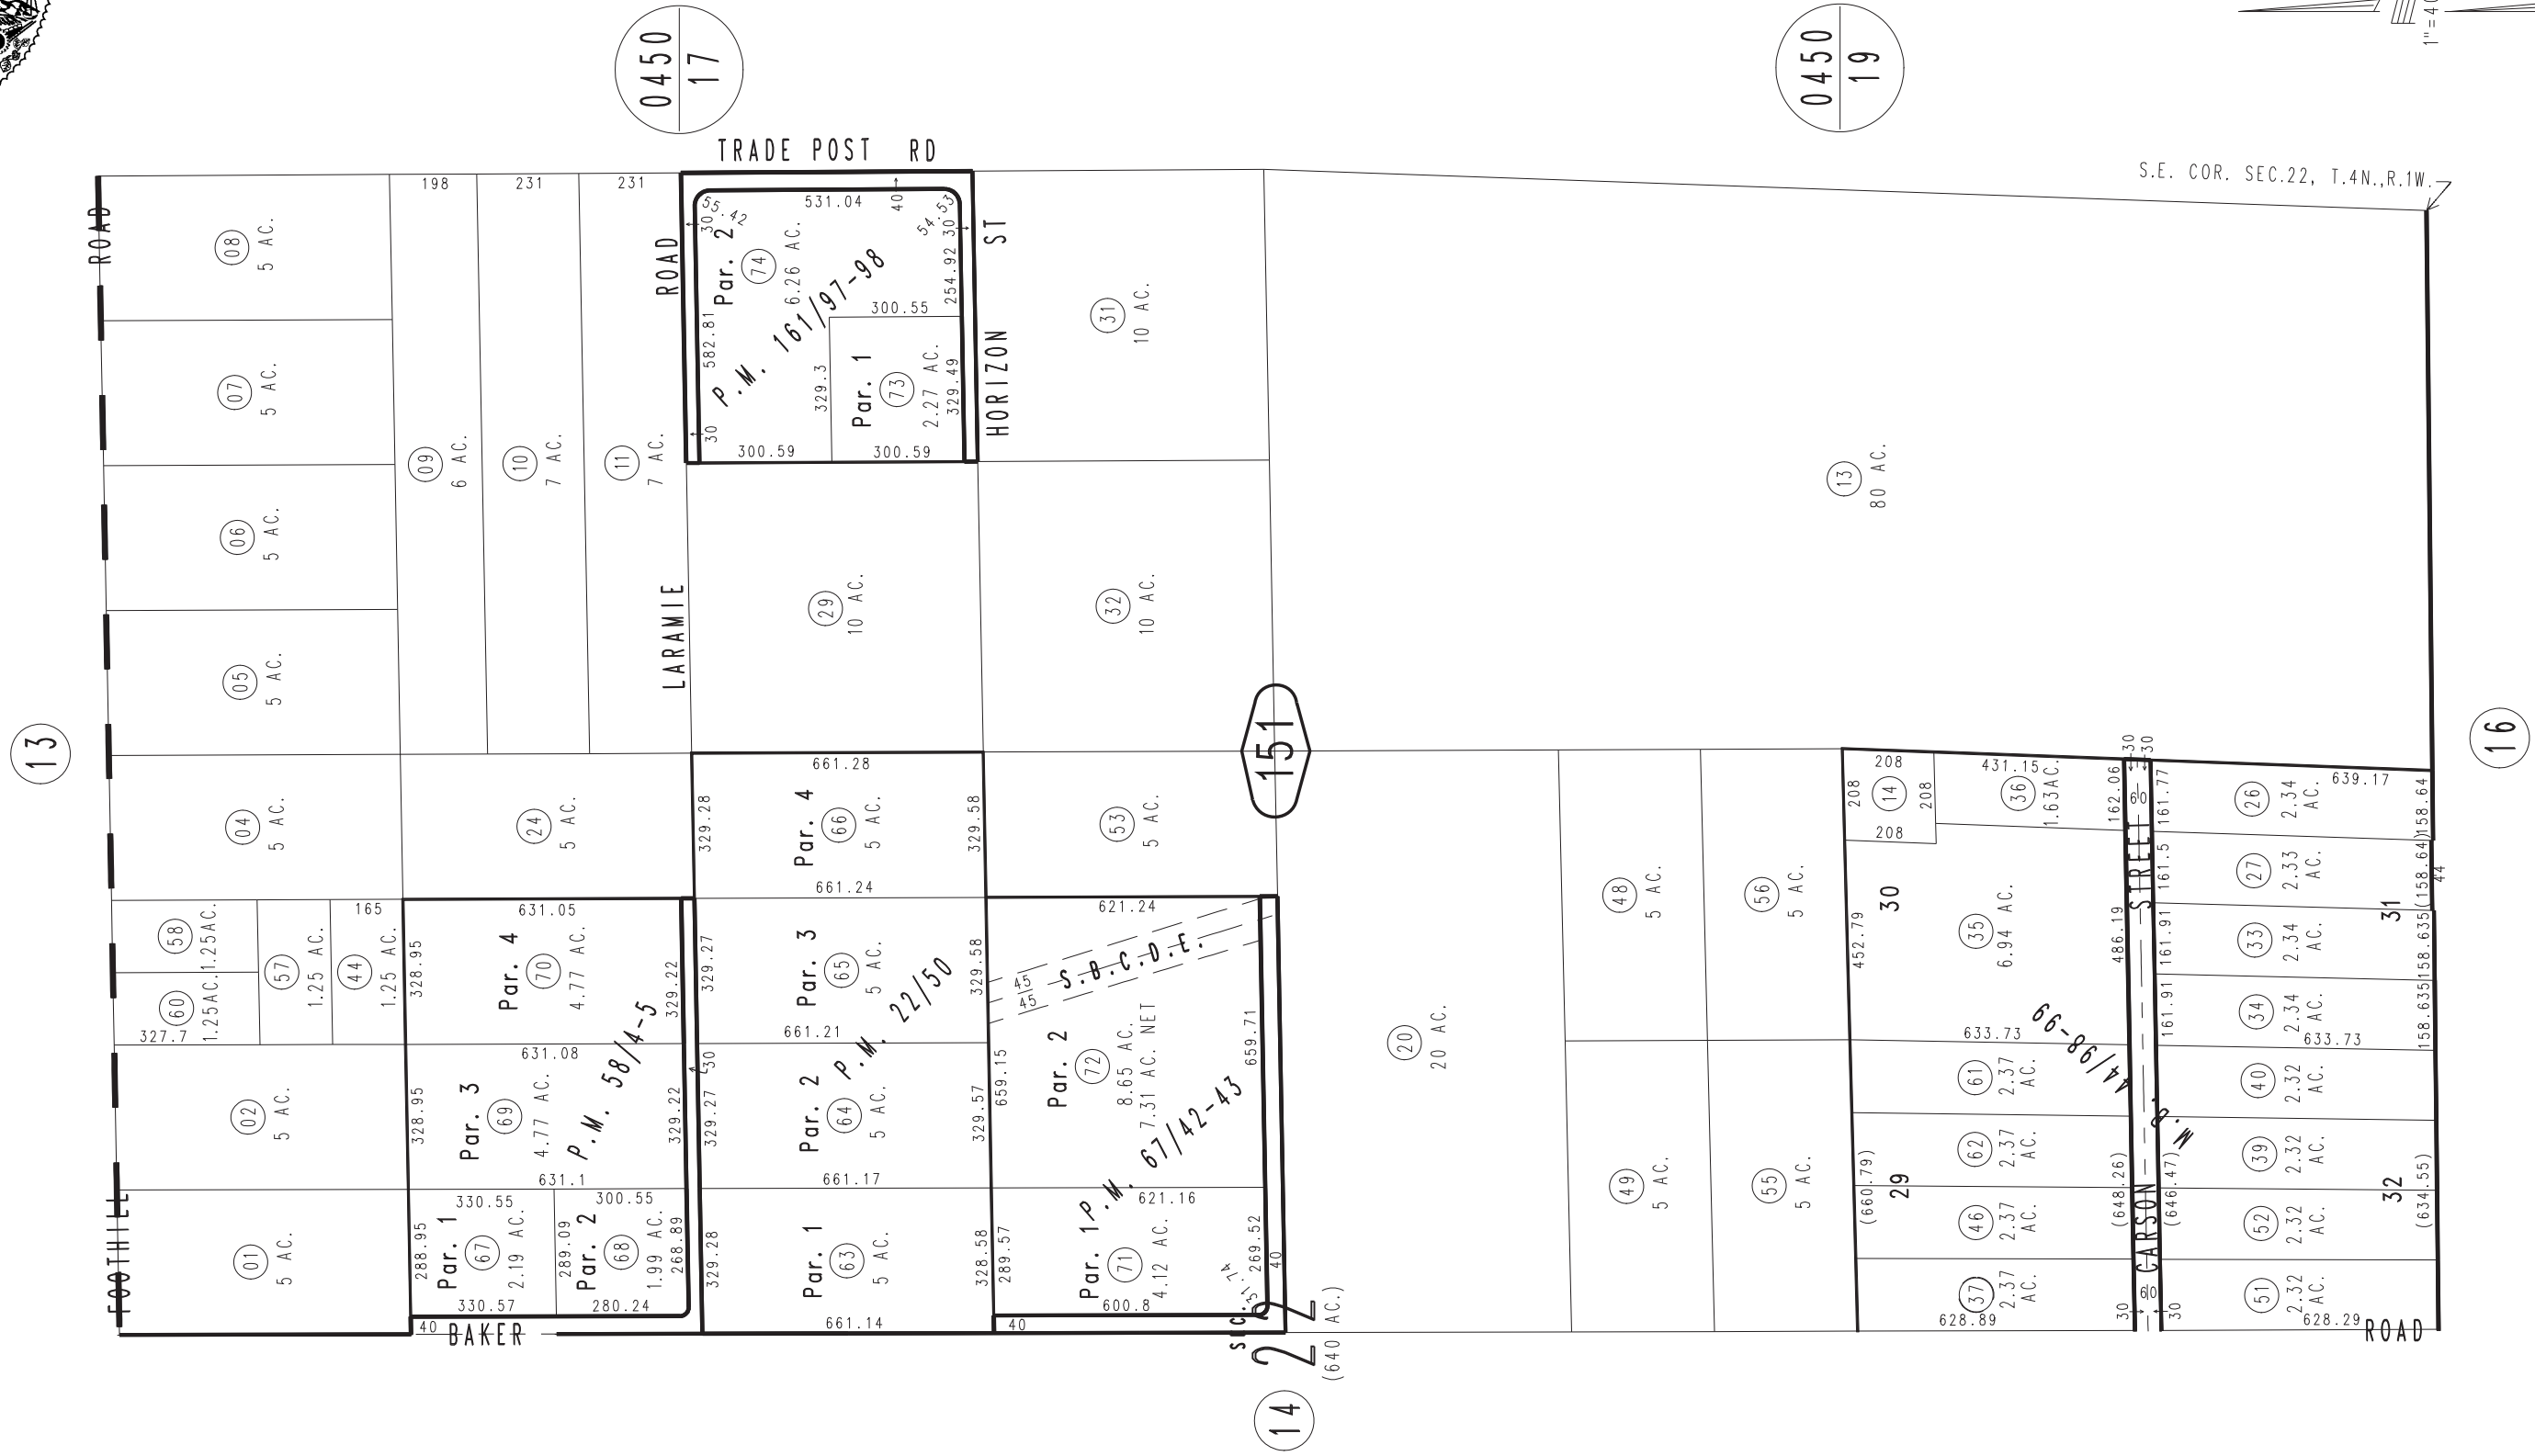 0450
17
0450
19
1"=40
S.E. COR. SEC.22, T.4N.,R.1W.
TRADE POST RD
ROAD
FOOTHILL
13
08
5 AC.
07
5 AC.
06
5 AC.
05
5 AC.
04
5 AC.
02
5 AC.
01
5 AC.
198
231
231
09
6 AC.
10
7 AC.
11
7 AC.
LARAMIE ROAD
58
1.25AC.
60
1.25AC.
327.7
57
1.25 AC.
165
44
1.25 AC.
24
5 AC.
Par. 2
74
6.26 AC.
P.M. 161/97-98
55.42
531.04
40
54.53
30
30
30
582.81
254.92
300.55
329.3
Par. 1
73
2.27 AC.
329.49
300.59
300.59
HORIZON ST
31
10 AC.
29
10 AC.
32
10 AC.
151
13
80 AC.
661.28
Par. 4
66
5 AC.
329.28
329.58
661.24
53
5 AC.
Par. 3
65
5 AC.
329.27
329.58
661.21
P.M. 22/50
Par. 2
64
5 AC.
329.27
329.57
661.17
30
Par. 1
63
5 AC.
329.28
328.58
661.14
631.05
Par. 4
70
4.77 AC.
328.95
329.22
631.08
P.M. 58/4-5
Par. 3
69
4.77 AC.
328.95
329.22
631.1
330.55
Par. 1
67
2.19 AC.
288.95
330.57
300.55
Par. 2
68
1.99 AC.
289.09
268.89
280.24
40
BAKER
621.24
S.B.C.D.E.
45
45
Par. 2
72
8.65 AC.
7.31 AC. NET
659.15
659.71
P.M. 67/42-43
621.16
Par. 1
71
4.12 AC.
289.57
269.52
31.74
600.8
40
40
SEC.
22
(640 AC.)
14
20
20 AC.
48
5 AC.
56
5 AC.
49
5 AC.
55
5 AC.
208
208
14
208
208
431.15
36
1.63AC.
162.06
30
30
60
161.77
26
2.34
AC.
639.17
158.64
30
452.79
35
6.94 AC.
486.19
633.73
161.5
27
2.33
AC.
(158.64)
44
161.91
33
2.34
AC.
158.635
31
161.91
34
2.34
AC.
158.635
633.73
M.B. 44/98-99
61
2.37
AC.
62
2.37
AC.
(660.79)
29
(648.26)
46
2.37
AC.
37
2.37
AC.
628.89
CARSON STREET
30
60
30
40
2.32
AC.
39
2.32
AC.
(646.47)
(634.55)
32
52
2.32
AC.
51
2.32
AC.
628.29
ROAD
16